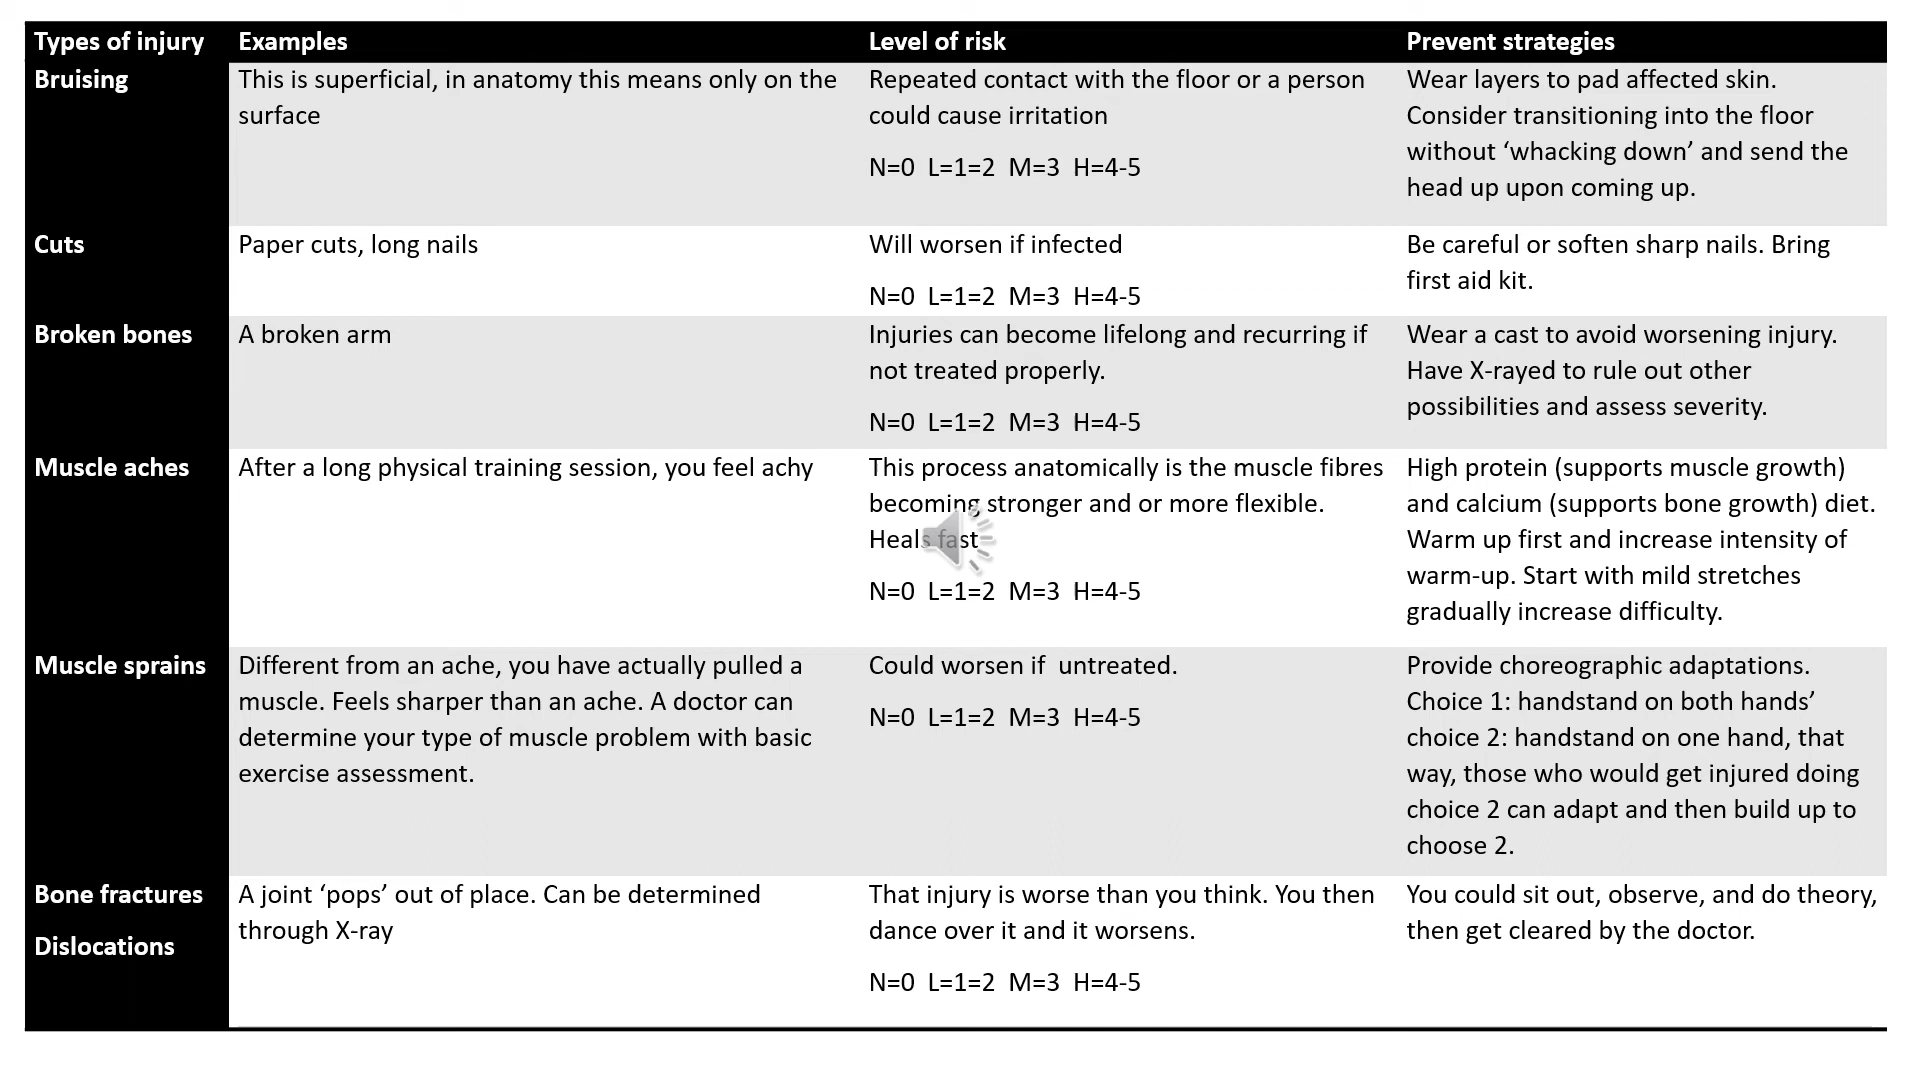 Types of injury
Examples
Level of risk
Prevent strategies
Bruising
This is superficial, in anatomy this means only on the
surface
Repeated contact with the floor or a person
could cause irritation
N=0  L=1=2  M=3  H=4-5
Wear layers to pad affected skin.
Consider transitioning into the floor
without ‘whacking down’ and send the
head up upon coming up.
Cuts
Paper cuts, long nails
Will worsen if infected
N=0  L=1=2  M=3  H=4-5
Be careful or soften sharp nails. Bring
first aid kit.
Broken bones
A broken arm
Injuries can become lifelong and recurring if
not treated properly.
N=0  L=1=2  M=3  H=4-5
Wear a cast to avoid worsening injury.
Have X-rayed to rule out other
possibilities and assess severity.
Muscle aches
After a long physical training session, you feel achy
This process anatomically is the muscle fibres
becoming stronger and or more flexible.
Heals fast
N=0  L=1=2  M=3  H=4-5
High protein (supports muscle growth)
and calcium (supports bone growth) diet.
Warm up first and increase intensity of
warm-up. Start with mild stretches
gradually increase difficulty.
Muscle sprains
Different from an ache, you have actually pulled a
muscle. Feels sharper than an ache. A doctor can
determine your type of muscle problem with basic
exercise assessment.
Could worsen if  untreated.
N=0  L=1=2  M=3  H=4-5
Provide choreographic adaptations.
Choice 1: handstand on both hands’
choice 2: handstand on one hand, that
way, those who would get injured doing
choice 2 can adapt and then build up to
choose 2.
Bone fractures
Dislocations
A joint ‘pops’ out of place. Can be determined
through X-ray
That injury is worse than you think. You then
dance over it and it worsens.
N=0  L=1=2  M=3  H=4-5
You could sit out, observe, and do theory,
then get cleared by the doctor.